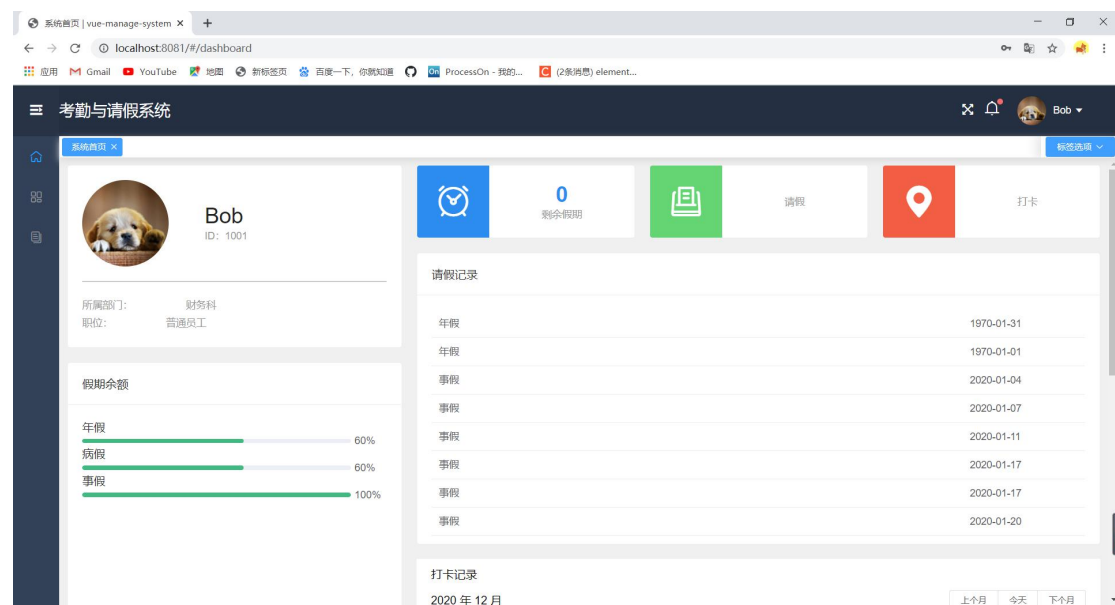 系统首页 | vue-manage-system
localhost:8081/#/dashboard
应用 Gmail YouTube 地图 新标签页 百度一下，你就知道 ProcessOn - 我的... (2条消息) element...
考勤与请假系统 Bob
系统首页 标签选项
Bob
ID: 1001
所属部门: 财务科
职位: 普通员工
0
剩余假期
请假
打卡
假期余额
年假
60%
病假
60%
事假
100%
请假记录
年假 1970-01-31
年假 1970-01-01
事假 2020-01-04
事假 2020-01-07
事假 2020-01-11
事假 2020-01-17
事假 2020-01-17
事假 2020-01-20
打卡记录
2020 年 12 月 上个月 今天 下个月